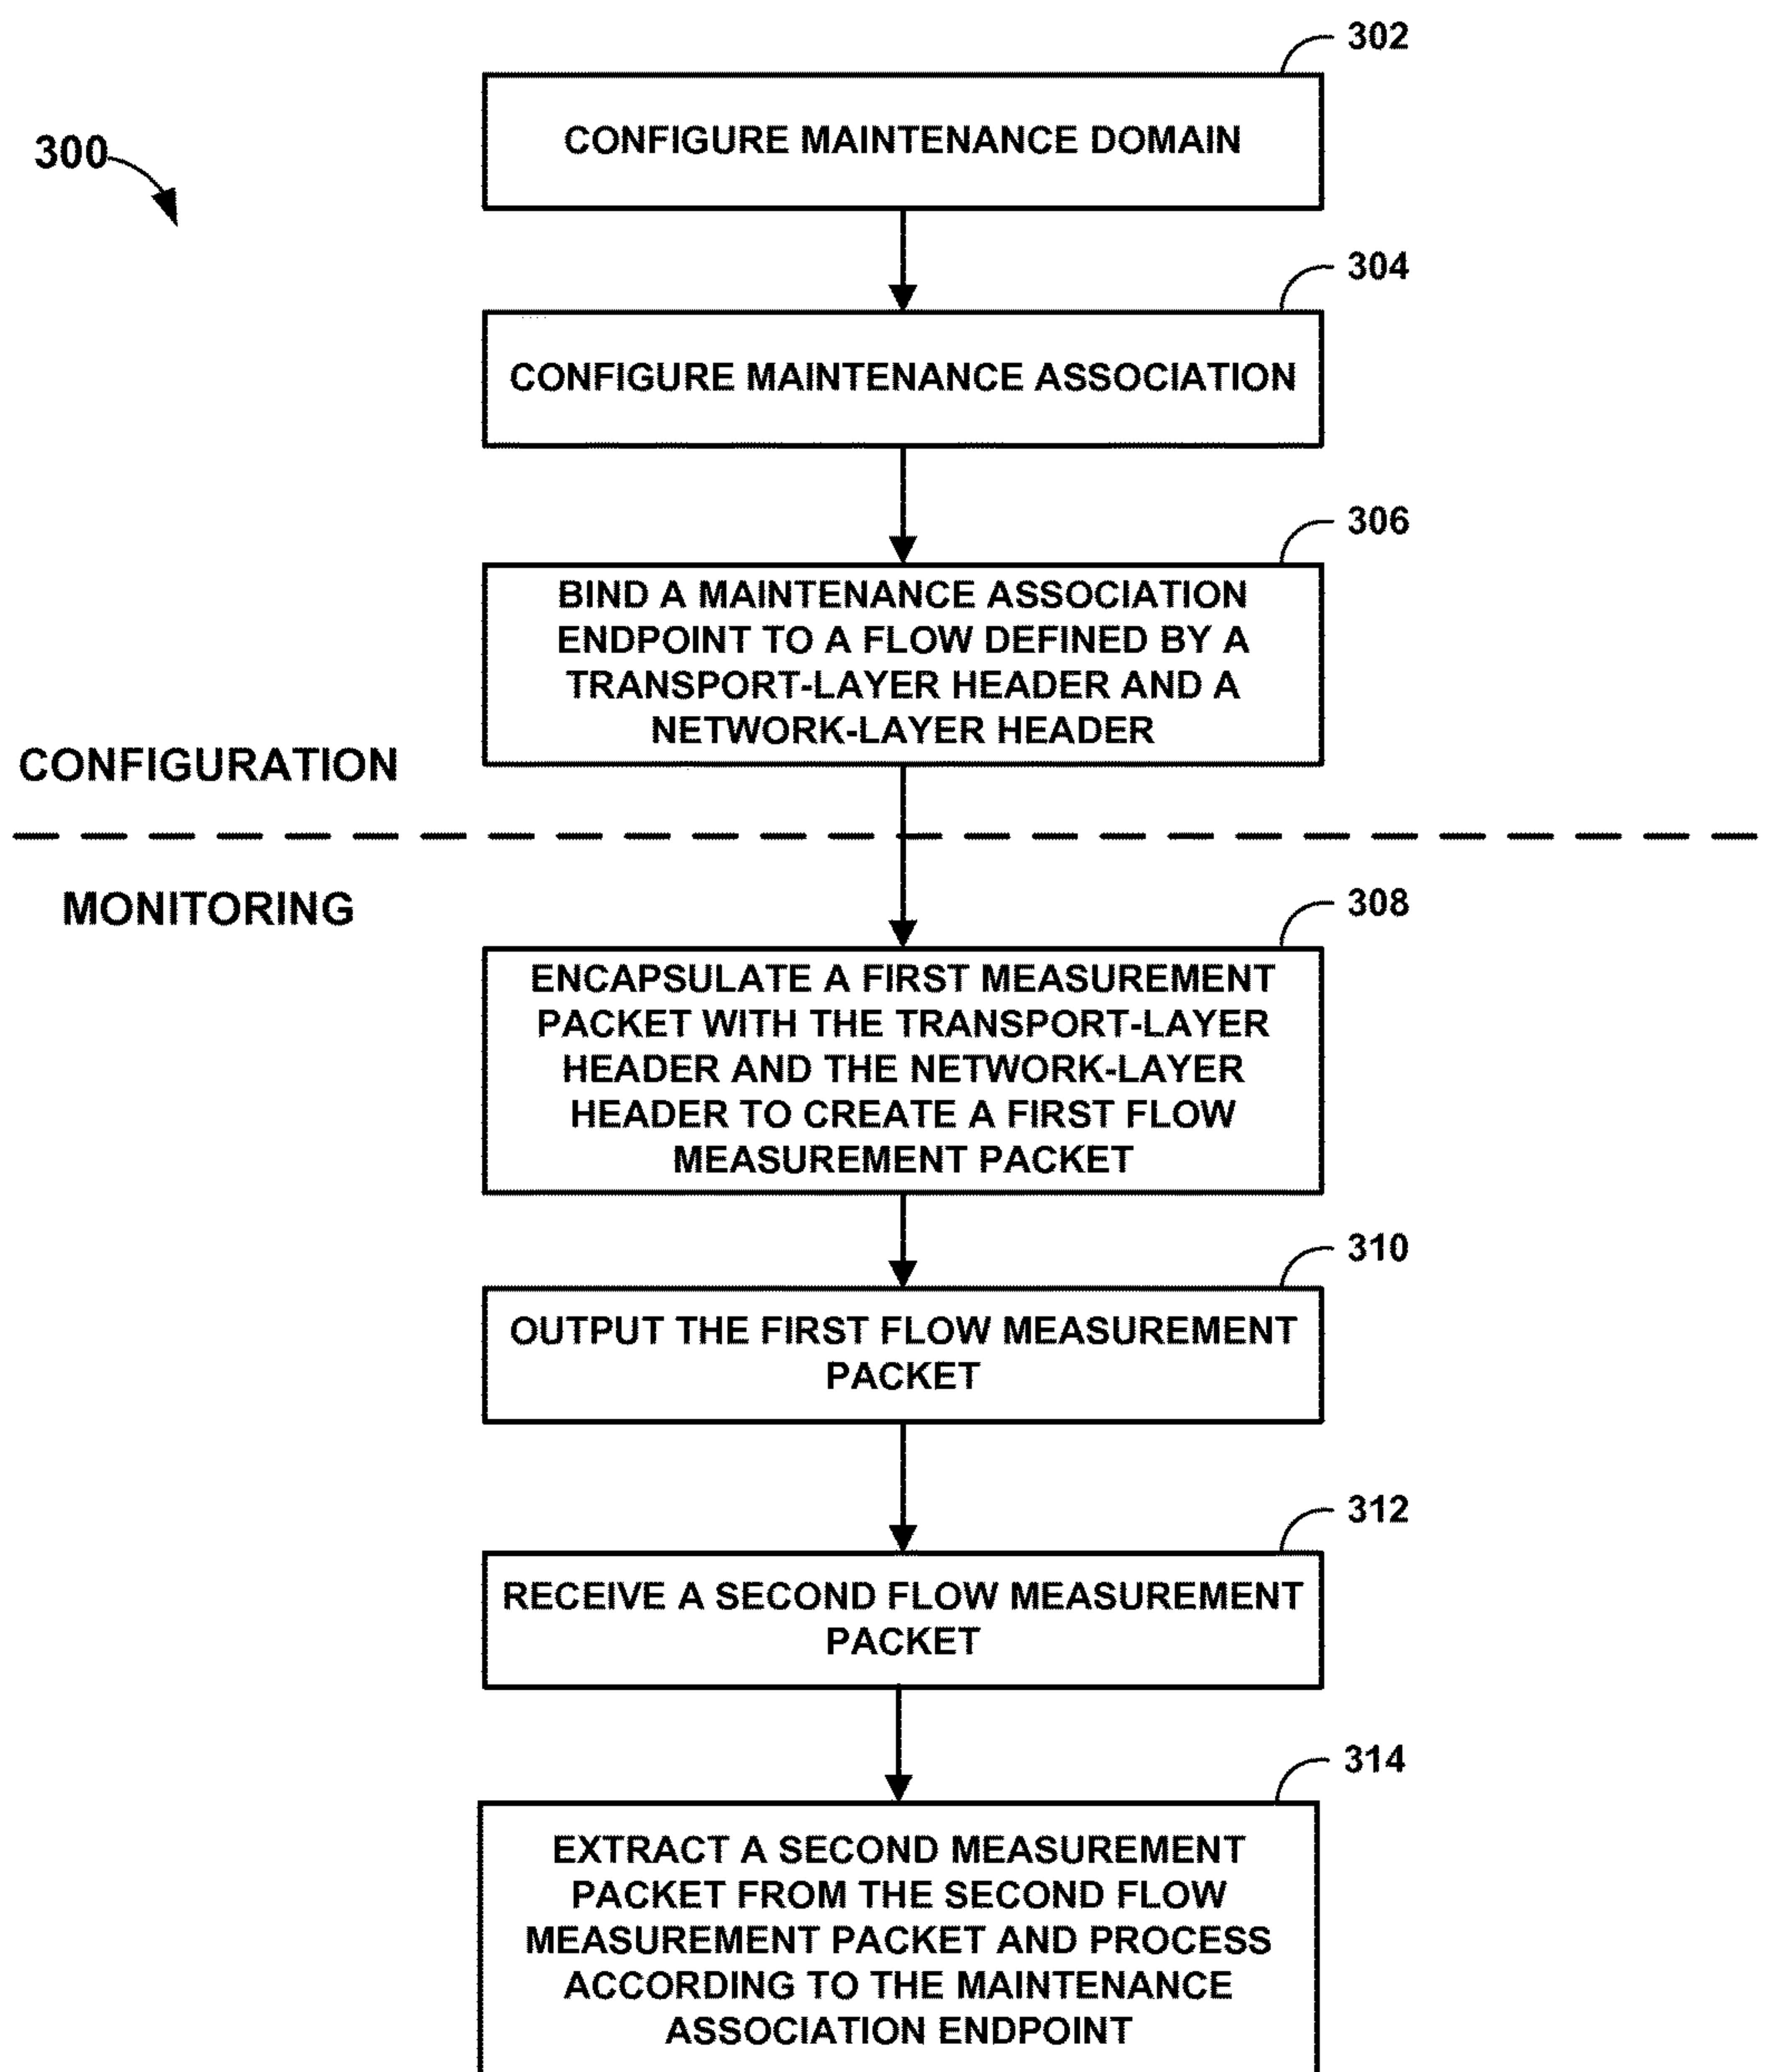 302
CONFIGURE MAINTENANCE DOMAIN
300
304
CONFIGURE MAINTENANCE ASSOCIATION
306
BIND A MAINTENANCE ASSOCIATION
ENDPOINT TO A FLOW DEFINED BY A
TRANSPORT-LAYER HEADER AND A
NETWORK-LAYER HEADER
CONFIGURATION
MONITORING
308
ENCAPSULATE A FIRST MEASUREMENT
PACKET WITH THE TRANSPORT-LAYER
HEADER AND THE NETWORK-LAYER
HEADER TO CREATE A FIRST FLOW
MEASUREMENT PACKET
310
OUTPUT THE FIRST FLOW MEASUREMENT
PACKET
312
RECEIVE A SECOND FLOW MEASUREMENT
PACKET
314
EXTRACT A SECOND MEASUREMENT
PACKET FROM THE SECOND FLOW
MEASUREMENT PACKET AND PROCESS
ACCORDING TO THE MAINTENANCE
ASSOCIATION ENDPOINT